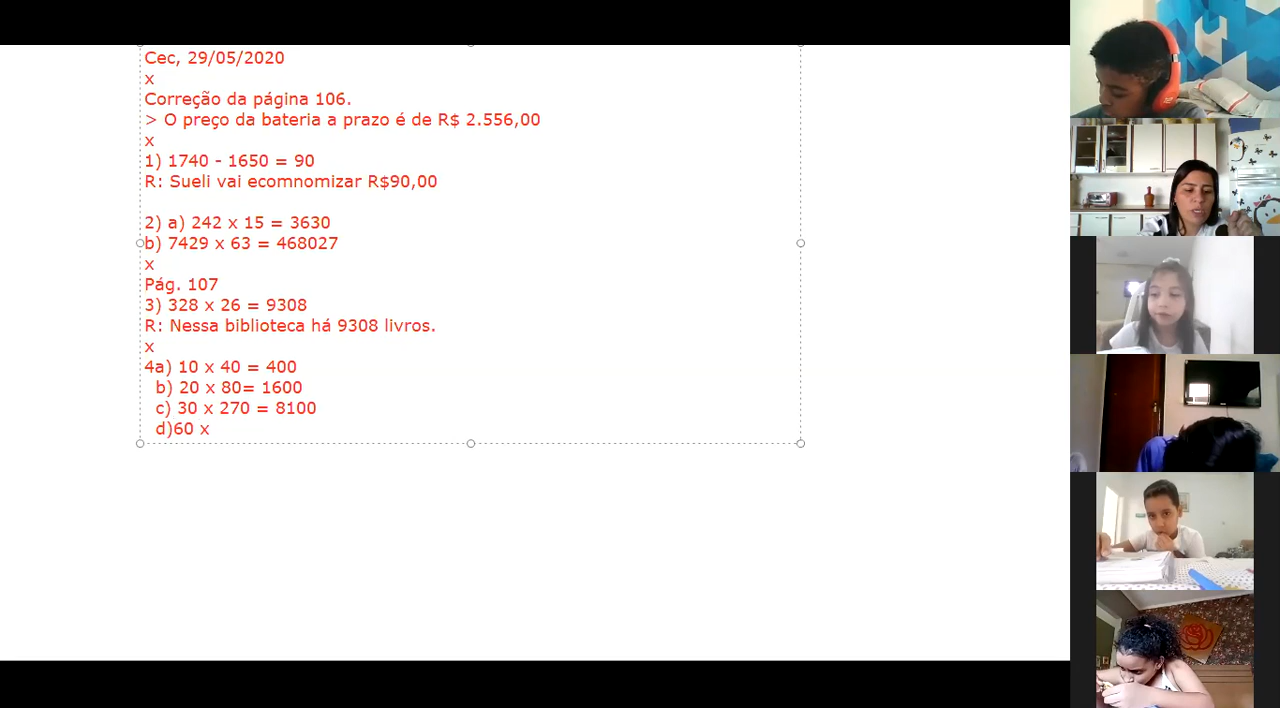 Cec, 29/05/2020
x
Correção da página 106.
> O preço da bateria a prazo é de R$ 2.556,00
x
1) 1740 - 1650 = 90
R: Sueli vai ecomnomizar R$90,00
2) a) 242 x 15 = 3630
b) 7429 x 63 = 468027
x
Pág. 107
3) 328 x 26 = 9308
R: Nessa biblioteca há 9308 livros.
x
4a) 10 x 40 = 400
b) 20 x 80= 1600
c) 30 x 270 = 8100
d)60 x